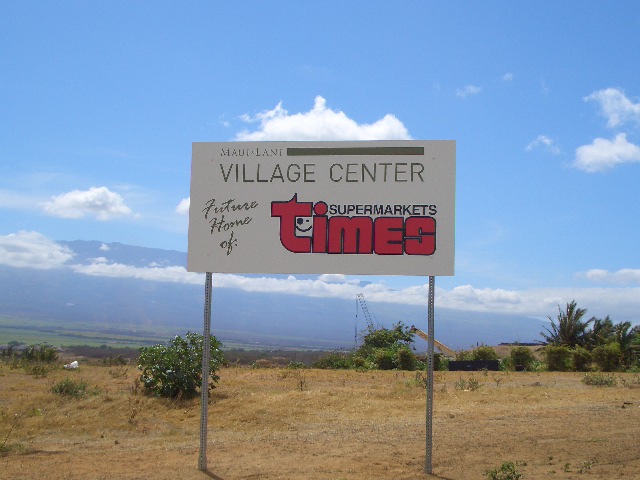 MAUI LANI
VILLAGE CENTER
Future
Home
of:
times SUPERMARKETS